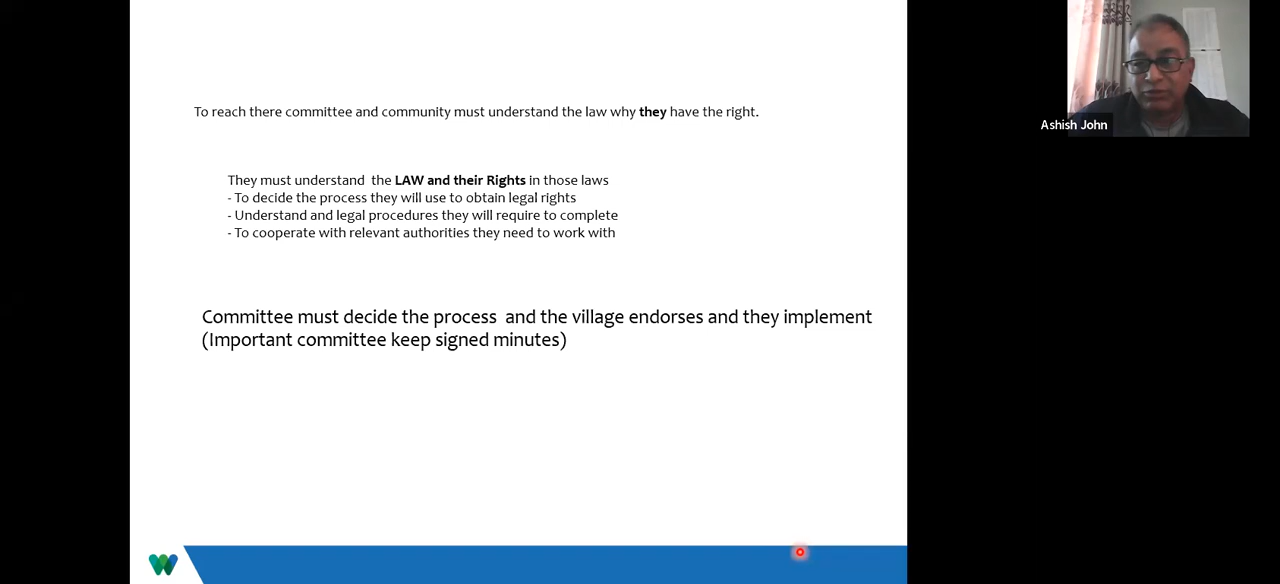 To reach there committee and community must understand the law why they have the right.
They must understand  the LAW and their Rights in those laws
- To decide the process they will use to obtain legal rights
- Understand and legal procedures they will require to complete
- To cooperate with relevant authorities they need to work with
Committee must decide the process  and the village endorses and they implement
(Important committee keep signed minutes)
Ashish John